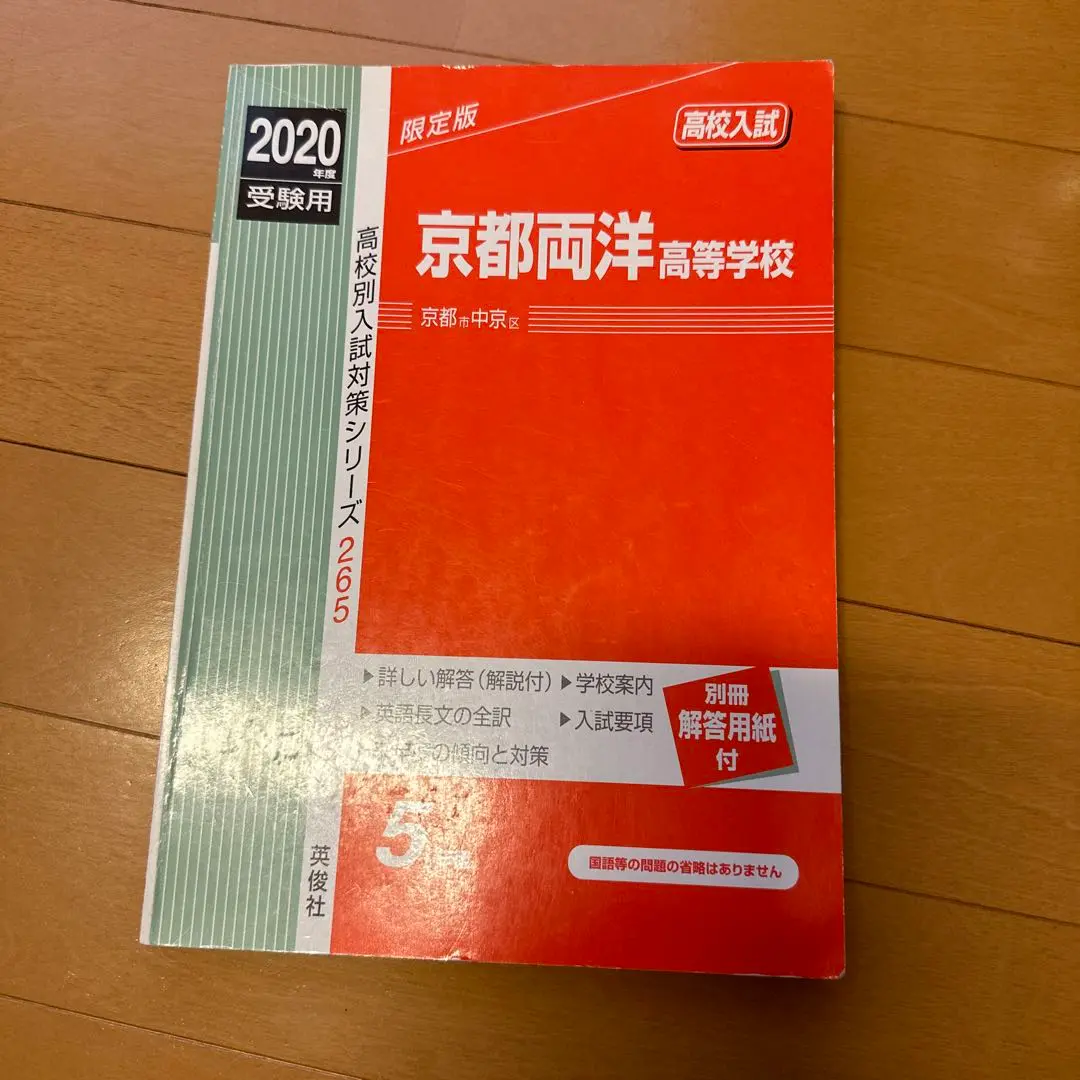 2020
年度
受験用
限定版
高校入試
京都両洋高等学校
京都市中京区
高校別入試対策シリーズ265
▶詳しい解答(解説付)
▶学校案内
▶英語長文の全訳
▶入試要項
の傾向と対策
別冊
解答用紙
付
5
国語等の問題の省略はありません
英俊社